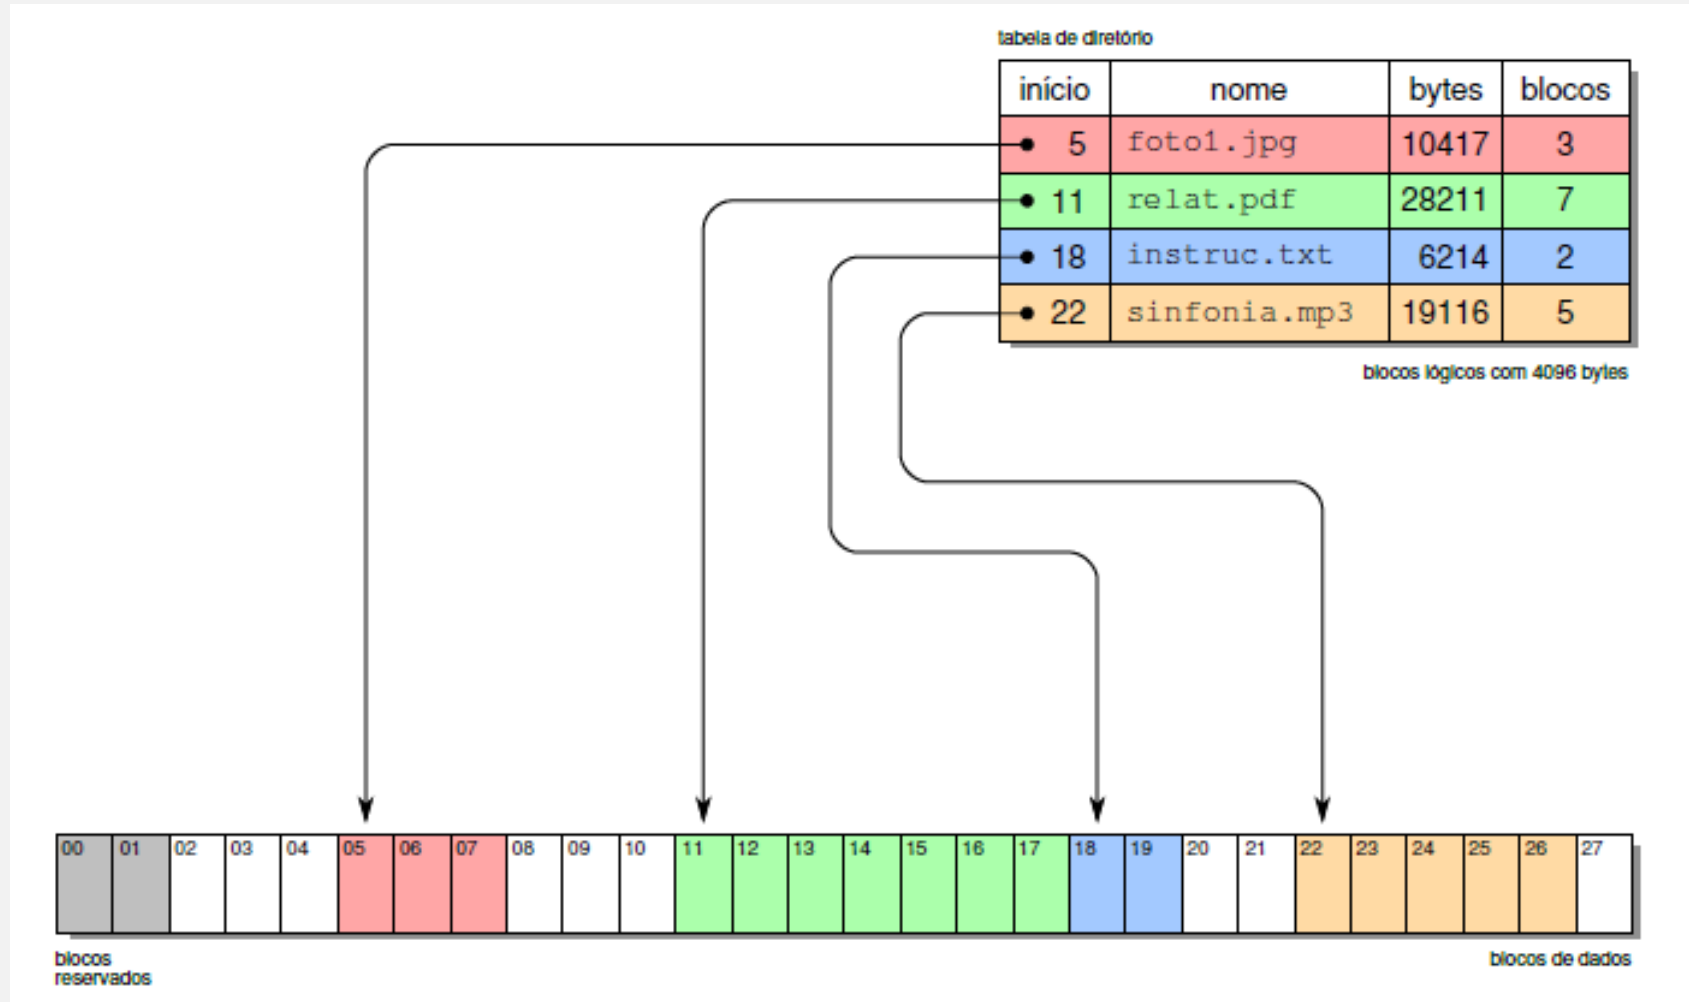 tabela de diretório
início nome bytes blocos
5 foto1.jpg 10417 3
11 relat.pdf 28211 7
18 instruc.txt 6214 2
22 sinfonia.mp3 19116 5
blocos lógicos com 4096 bytes
00 01 02 03 04 05 06 07 08 09 10 11 12 13 14 15 16 17 18 19 20 21 22 23 24 25 26 27
blocos
reservados
blocos de dados